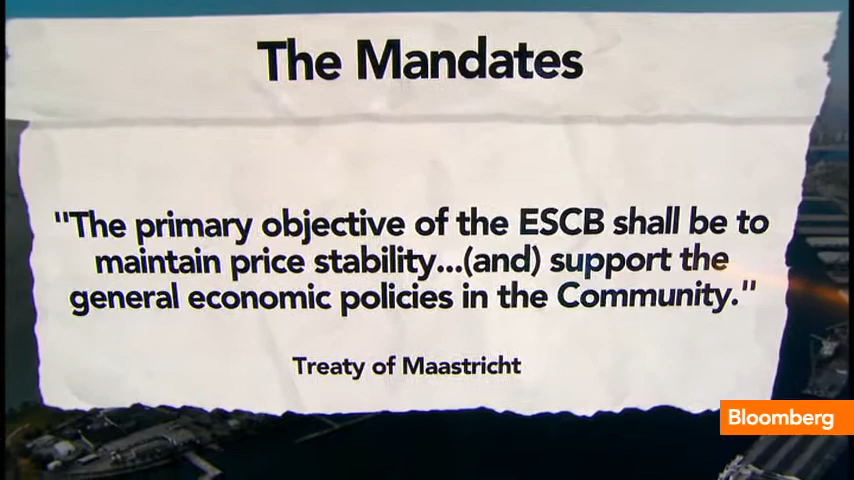 The Mandates
"The primary objective of the ESCB shall be to
maintain price stability...(and) support the
general economic policies in the Community."
Treaty of Maastricht
Bloomberg